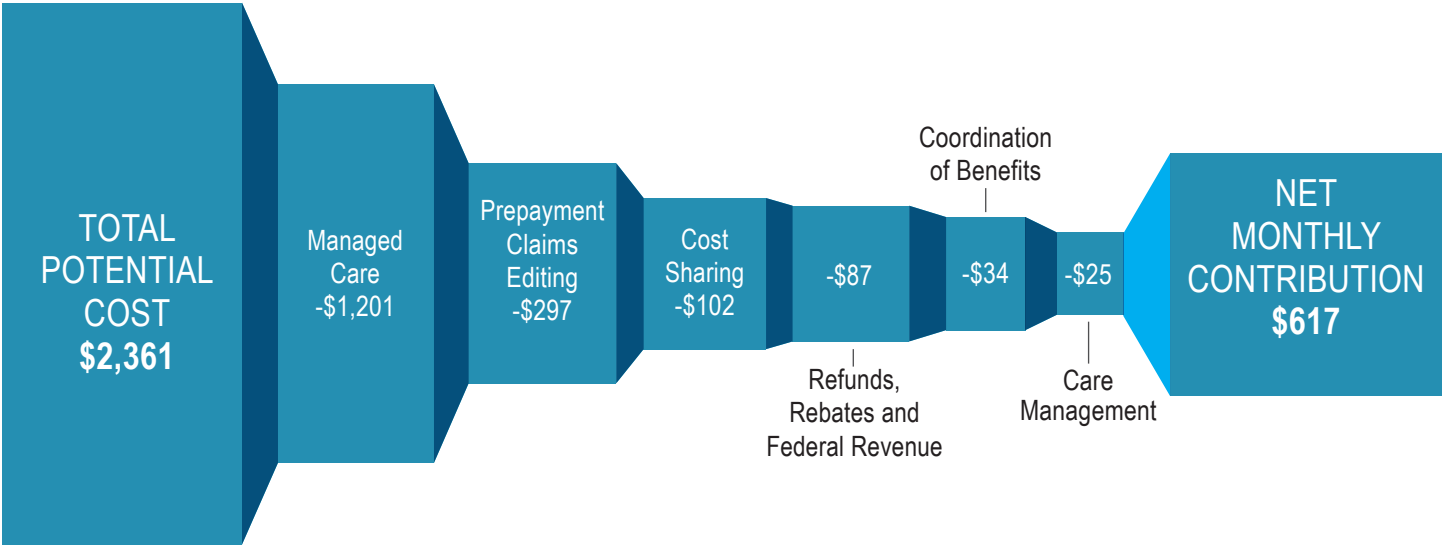 TOTAL
POTENTIAL
COST
$2,361
Managed
Care
-$1,201
Prepayment
Claims
Editing
-$297
Cost
Sharing
-$102
-$87
Refunds,
Rebates and
Federal Revenue
Coordination
of Benefits
-$34
-$25
Care
Management
NET
MONTHLY
CONTRIBUTION
$617